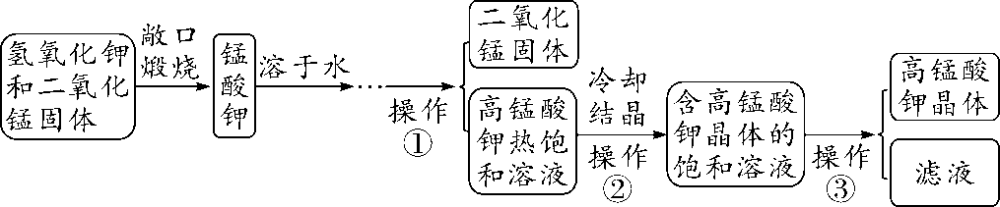 氢氧化钾
和二氧化
锰固体
敞口
煅烧
锰
酸
钾
溶于水
……
操作
①
二氧化
锰固体
高锰酸
钾热饱
和溶液
冷却
结晶
操作
②
含高锰酸
钾晶体的
饱和溶液
操作
③
高锰酸
钾晶体
滤液